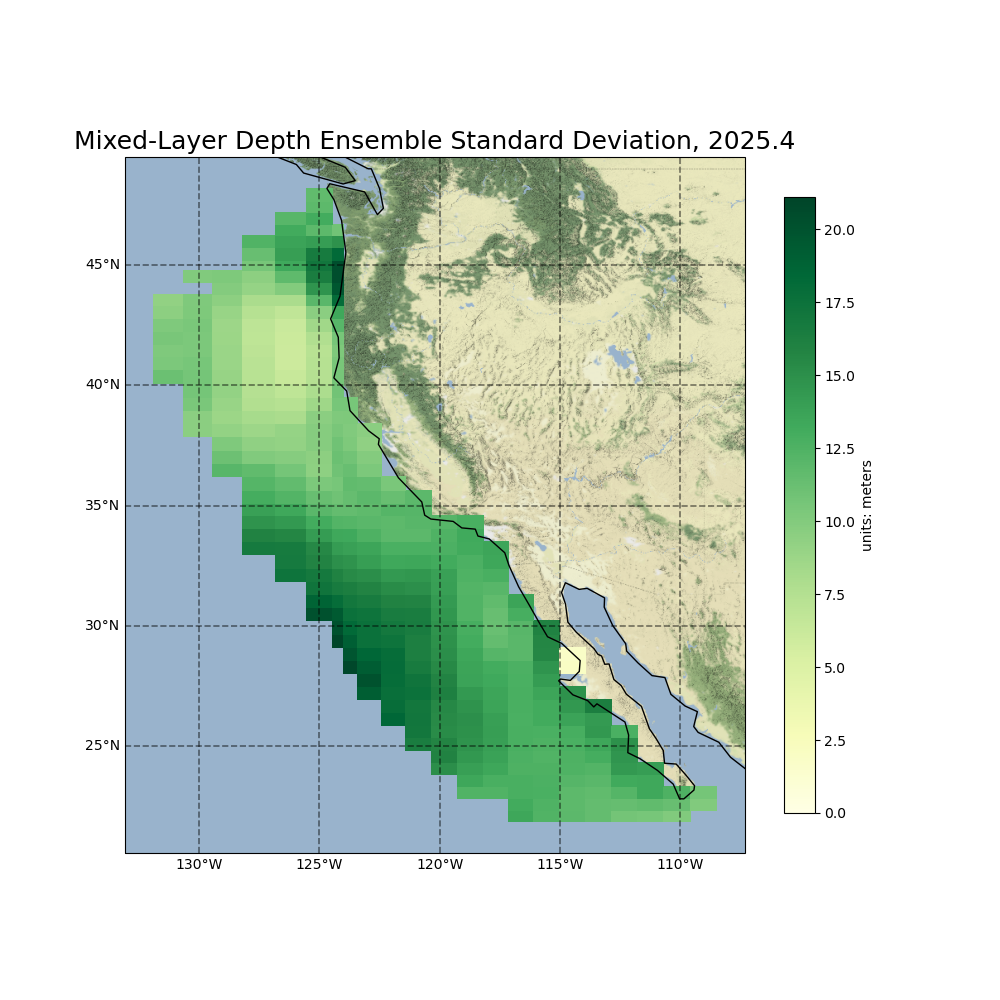 Mixed-Layer Depth Ensemble Standard Deviation, 2025.4
45°N
40°N
35°N
30°N
25°N
130°W
125°W
120°W
115°W
110°W
20.0
17.5
15.0
12.5
10.0
7.5
5.0
2.5
0.0
units: meters